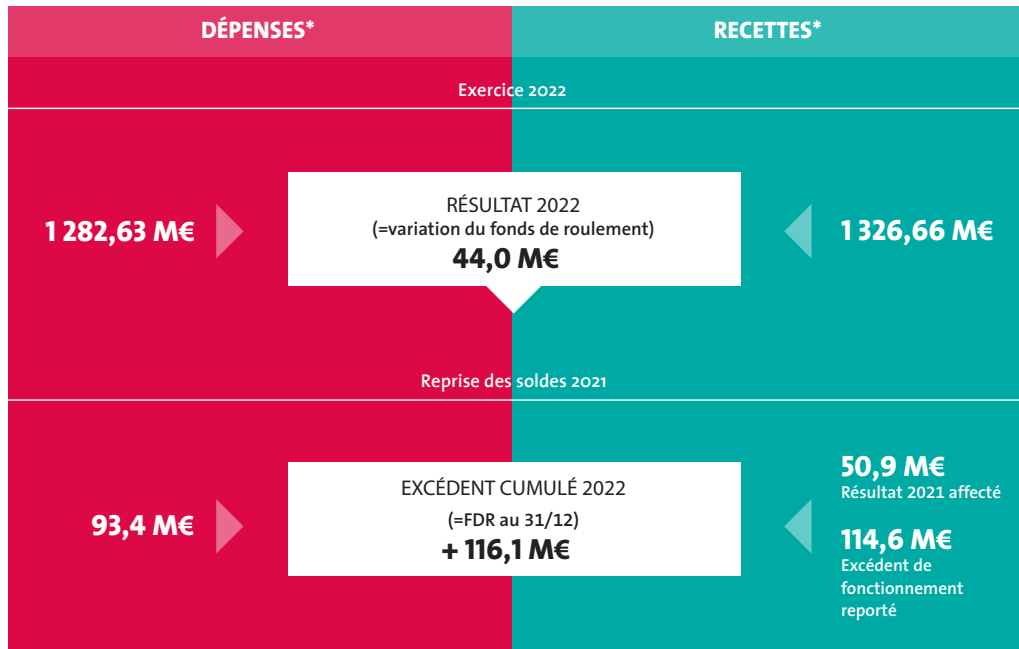 DÉPENSES*
RECETTES*
Exercice 2022
1 282,63 M€
RÉSULTAT 2022
(=variation du fonds de roulement)
44,0 M€
1 326,66 M€
Reprise des soldes 2021
93,4 M€
EXCÉDENT CUMULÉ 2022
(=FDR au 31/12)
+ 116,1 M€
50,9 M€
Résultat 2021 affecté
114,6 M€
Excédent de
fonctionnement
reporté